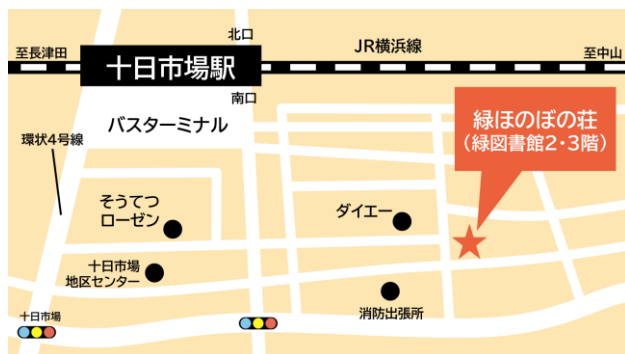 北口
JR横浜線
至長津田
至中山
十日市場駅
南口
バスターミナル
緑ほのぼの荘
（緑図書館2・3階）
環状4号線
そうてつ
ローゼン
ダイエー
十日市場
地区センター
消防出張所
十日市場